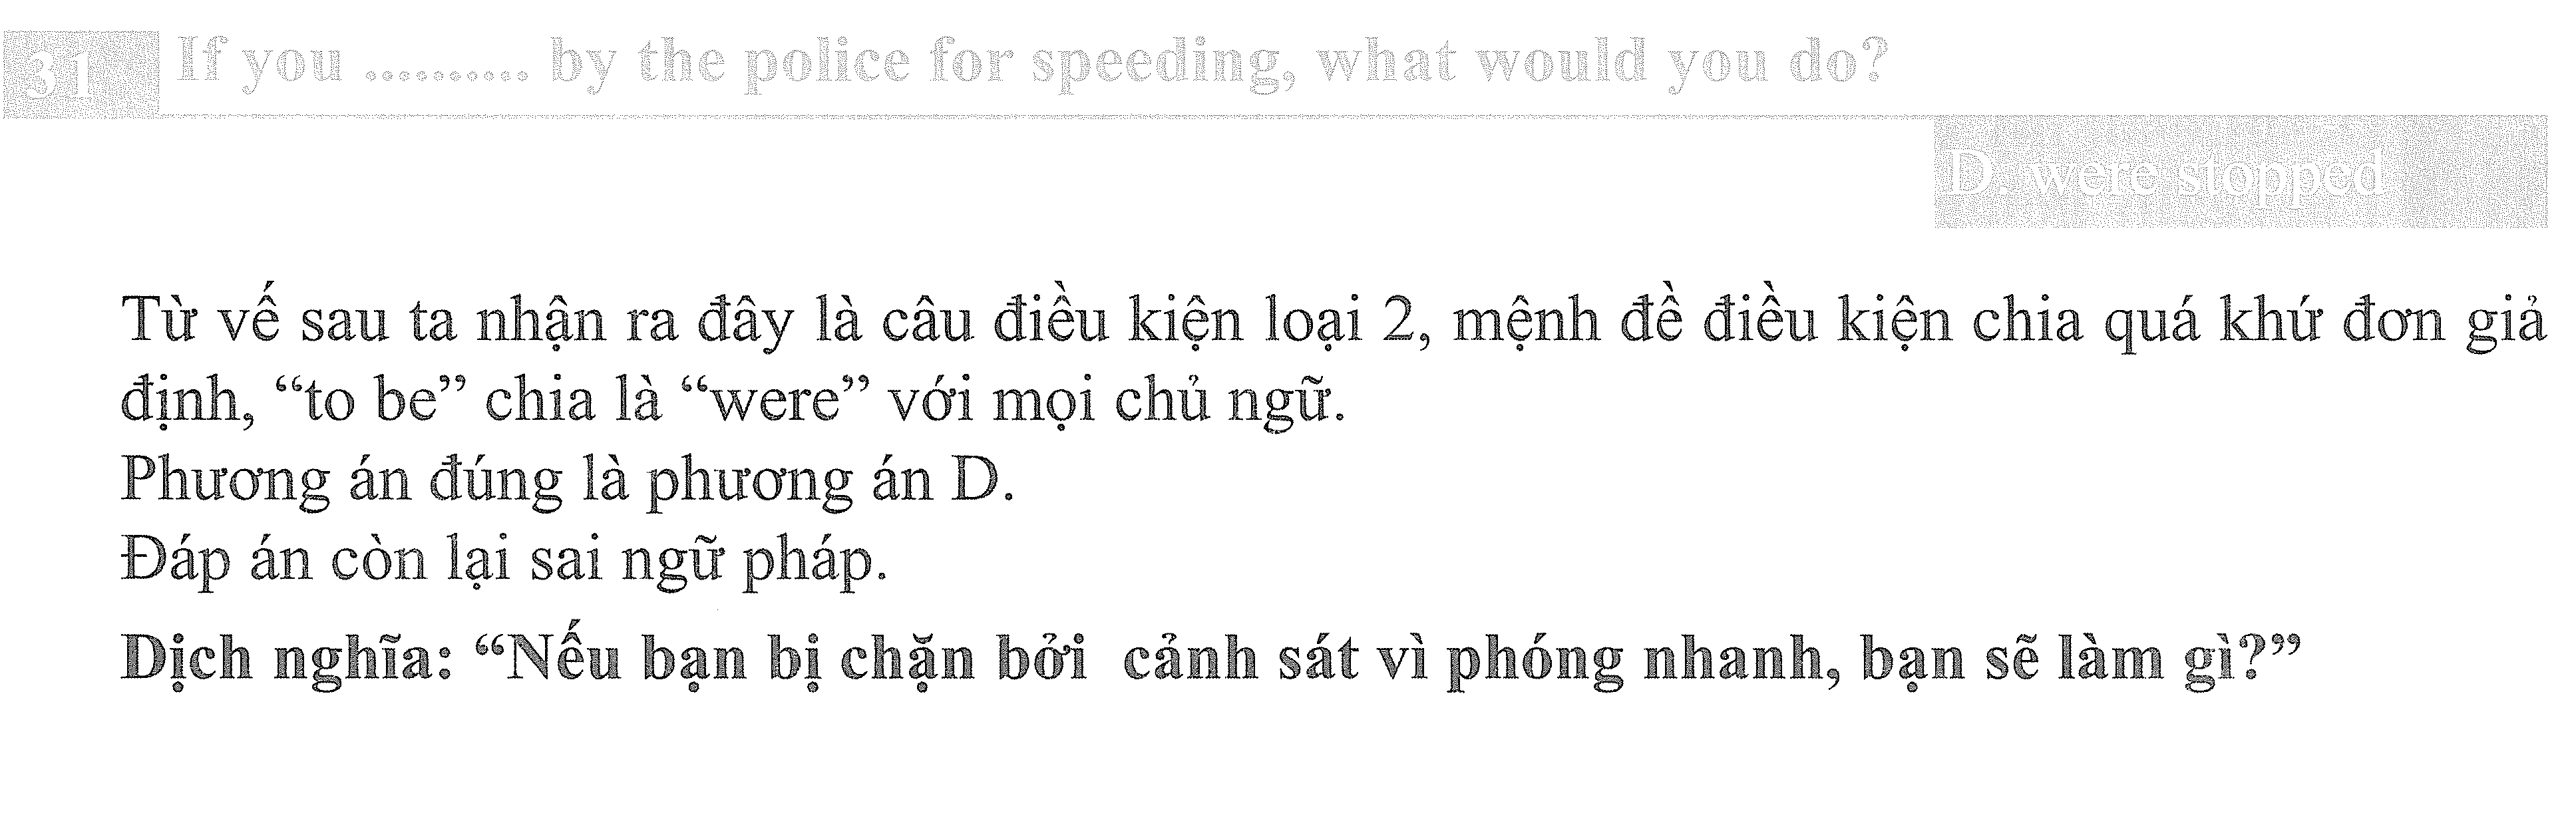 31 If you .......... by the police for speeding, what would you do?
D. were stopped
Từ vế sau ta nhận ra đây là câu điều kiện loại 2, mệnh đề điều kiện chia quá khứ đơn giả
định, “to be” chia là “were” với mọi chủ ngữ.
Phương án đúng là phương án D.
Đáp án còn lại sai ngữ pháp.
Dịch nghĩa: “Nếu bạn bị chặn bởi cảnh sát vì phóng nhanh, bạn sẽ làm gì?”